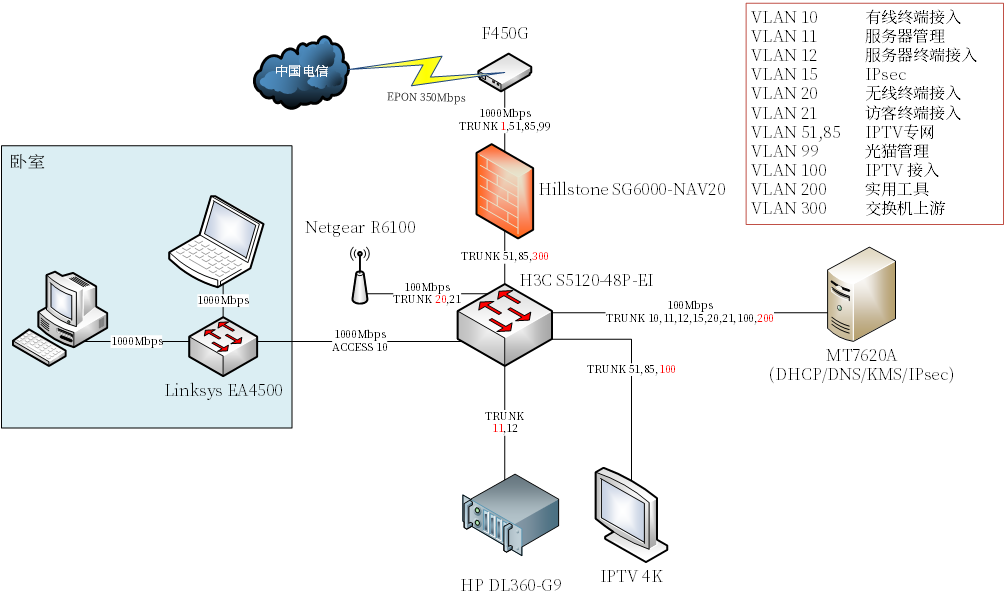 F450G
中国电信
EPON 350Mbps
1000Mbps
TRUNK 1,51,85,99
VLAN 10 有线终端接入
VLAN 11 服务器管理
VLAN 12 服务器终端接入
VLAN 15 IPsec
VLAN 20 无线终端接入
VLAN 21 访客终端接入
VLAN 51,85 IPTV专网
VLAN 99 光猫管理
VLAN 100 IPTV 接入
VLAN 200 实用工具
VLAN 300 交换机上游
卧室
Hillstone SG6000-NAV20
Netgear R6100
TRUNK 51,85,300
H3C S5120-48P-EI
100Mbps
TRUNK 20,21
1000Mbps
100Mbps
TRUNK 10,11,12,15,20,21,100,200
1000Mbps
1000Mbps
ACCESS 10
MT7620A
(DHCP/DNS/KMS/IPsec)
TRUNK 51,85,100
Linksys EA4500
TRUNK
11,12
HP DL360-G9
IPTV 4K